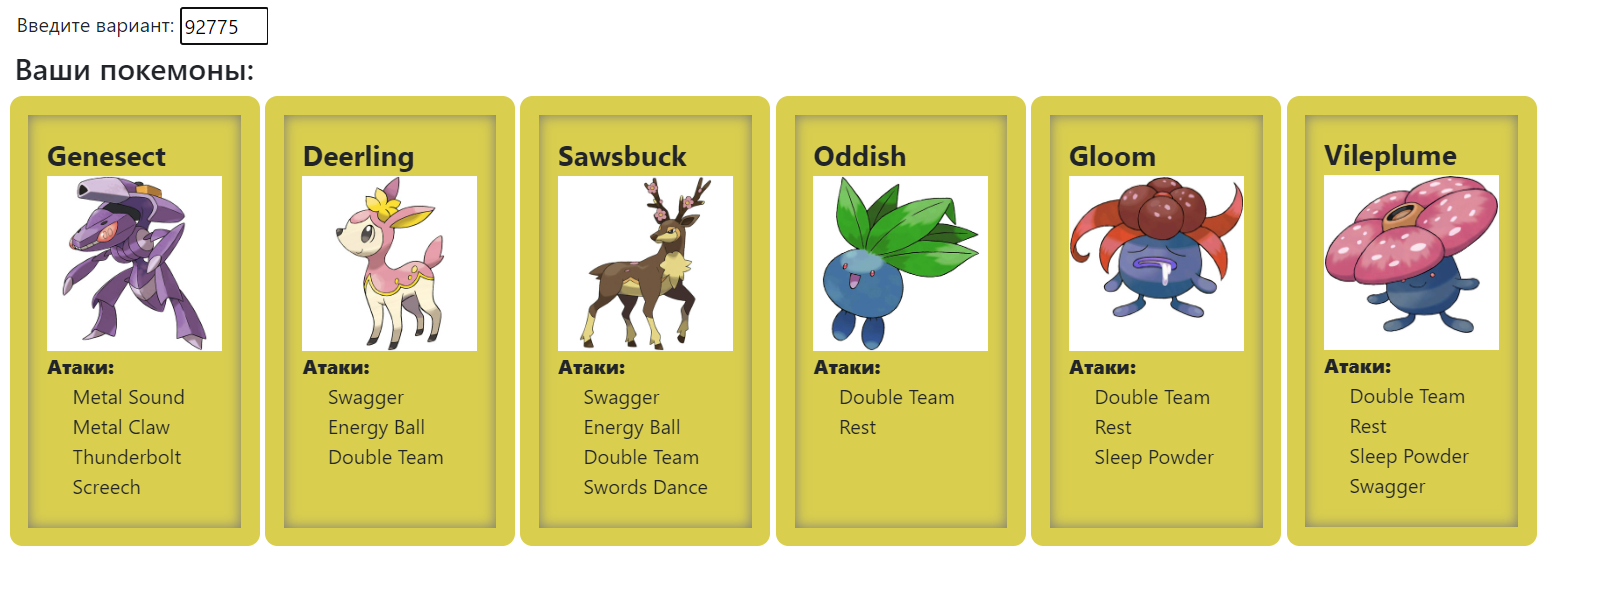 Введите вариант: 92775
Ваши покемоны:
Genesect
Атаки:
Metal Sound
Metal Claw
Thunderbolt
Screech
Deerling
Атаки:
Swagger
Energy Ball
Double Team
Sawsbuck
Атаки:
Swagger
Energy Ball
Double Team
Swords Dance
Oddish
Атаки:
Double Team
Rest
Gloom
Атаки:
Double Team
Rest
Sleep Powder
Vileplume
Атаки:
Double Team
Rest
Sleep Powder
Swagger